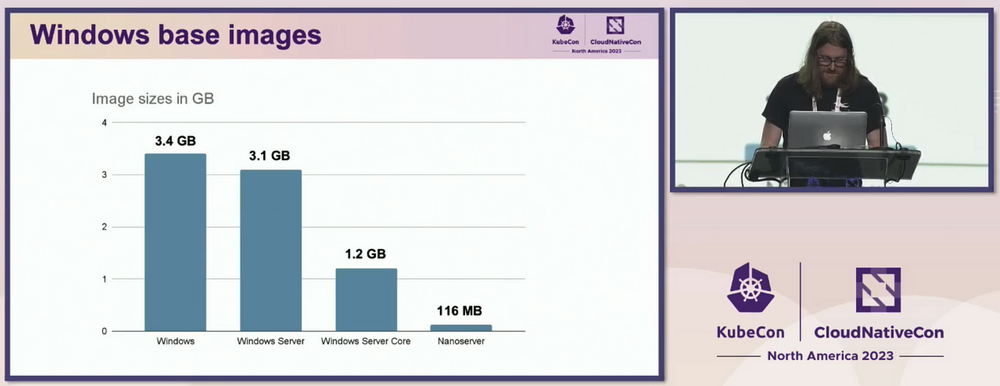 Windows base images
KubeCon
CloudNativeCon
North America 2023
Image sizes in GB
4
3
2
1
0
3.4 GB
3.1 GB
1.2 GB
116 MB
Windows
Windows Server
Windows Server Core
Nanoserver
KubeCon
CloudNativeCon
North America 2023